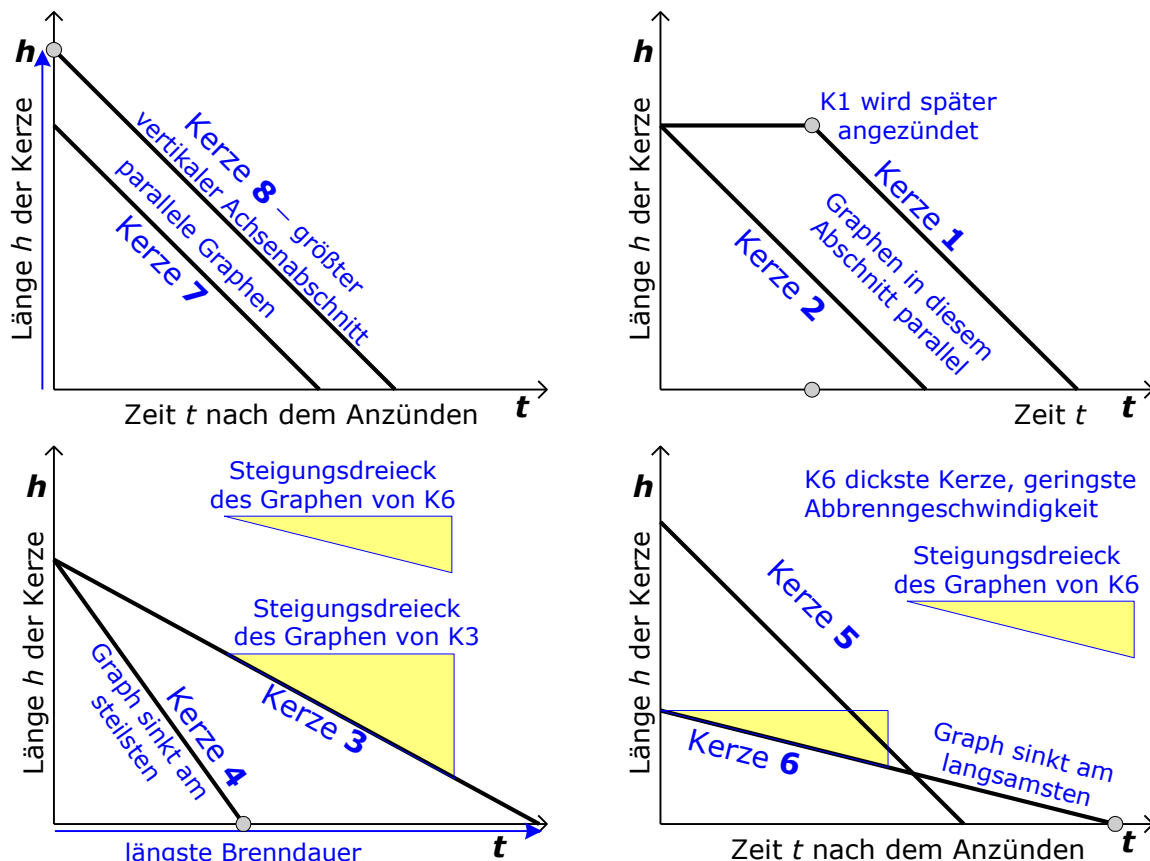 h
Länge h der Kerze
Kerze 8 – größter
vertikaler Achsenabschnitt
parallele Graphen
Kerze 7
Zeit t nach dem Anzünden
t
h
Länge h der Kerze
K1 wird später
angezündet
Kerze 1
Graphen in diesem
Abschnitt parallel
Kerze 2
Zeit t
t
h
Länge h der Kerze
Steigungsdreieck
des Graphen von K6
Steigungsdreieck
des Graphen von K3
Kerze 3
Kerze 4
Graph sinkt am
steilsten
längste Brenndauer
t
h
Länge h der Kerze
K6 dickste Kerze, geringste
Abbrenngeschwindigkeit
Steigungsdreieck
des Graphen von K6
Kerze 5
Kerze 6
Graph sinkt am
langsamsten
Zeit t nach dem Anzünden
t